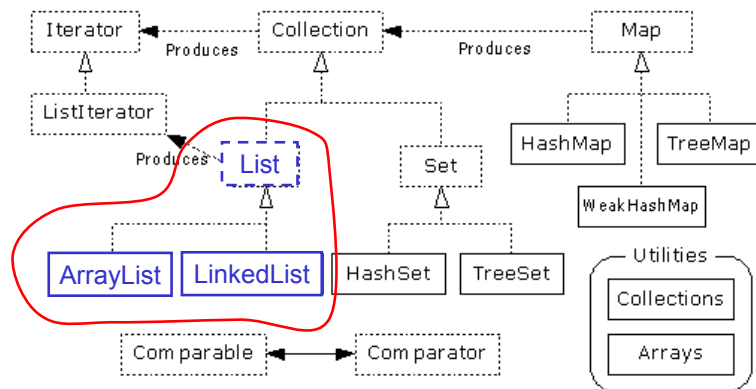 Iterator
Collection
Map
Produces
Produces
ListIterator
HashMap
TreeMap
Produces
List
Set
WeakHashMap
ArrayList
LinkedList
HashSet
TreeSet
Utilities
Collections
Comparable
Comparator
Arrays